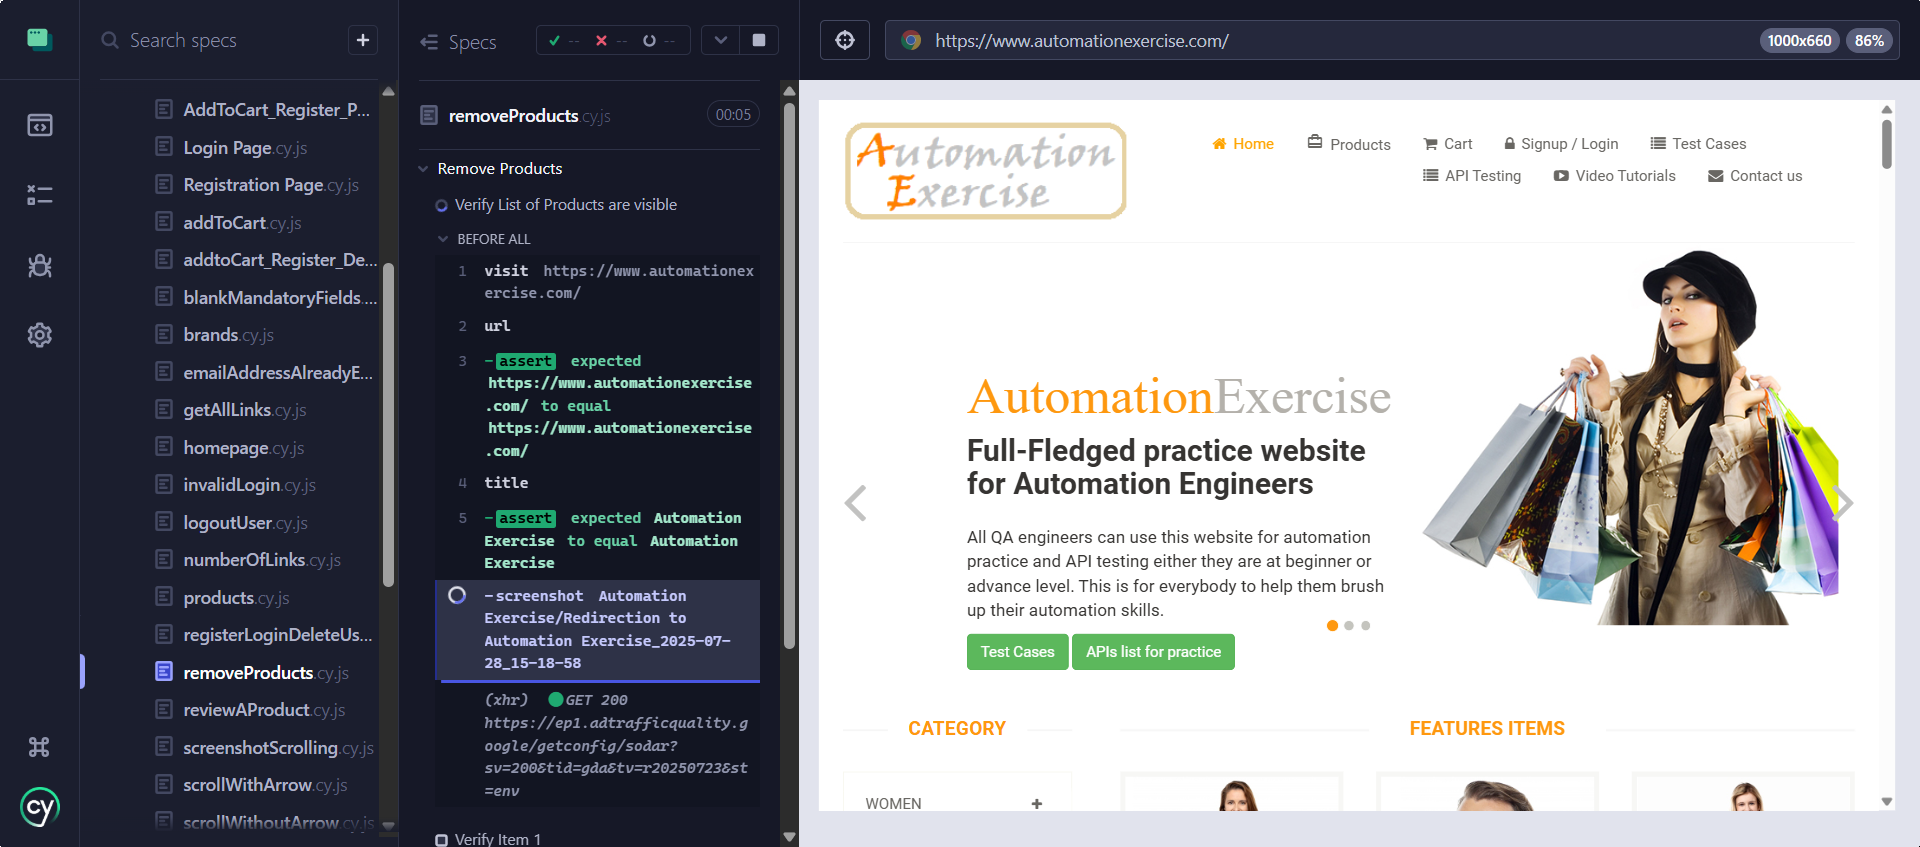 Search specs
+
AddToCart_Register_P...
Login Page.cy.js
Registration Page.cy.js
addToCart.cy.js
addtoCart_Register_De...
blankMandatoryFields....
brands.cy.js
emailAddressAlreadyE...
getAllLinks.cy.js
homepage.cy.js
invalidLogin.cy.js
logoutUser.cy.js
numberOfLinks.cy.js
products.cy.js
registerLoginDeleteUs...
removeProducts.cy.js
reviewAProduct.cy.js
screenshotScrolling.cy.js
scrollWithArrow.cy.js
scrollWithoutArrow.cy.js
cy
Specs
-- -- --
removeProducts.cy.js
00:05
Remove Products
Verify List of Products are visible
BEFORE ALL
1 visit https://www.automationex
ercise.com/
2 url
3 -assert expected
https://www.automationexercise
.com/ to equal
https://www.automationexercise
.com/
4 title
5 -assert expected Automation
Exercise to equal Automation
Exercise
-screenshot Automation
Exercise/Redirection to
Automation Exercise_2025-07-
28_15-18-58
(xhr) GET 200
https://ep1.adtrafficquality.g
oogle/getconfig/sodar?
sv=200&tid=gda&tv=r20250723&st
=env
Verify Item 1
https://www.automationexercise.com/
1000x660
86%
Automation
Exercise
Home
Products
Cart
Signup / Login
Test Cases
API Testing
Video Tutorials
Contact us
AutomationExercise
Full-Fledged practice website
for Automation Engineers
All QA engineers can use this website for automation
practice and API testing either they are at beginner or
advance level. This is for everybody to help them brush
up their automation skills.
Test Cases
APIs list for practice
CATEGORY
FEATURES ITEMS
WOMEN +